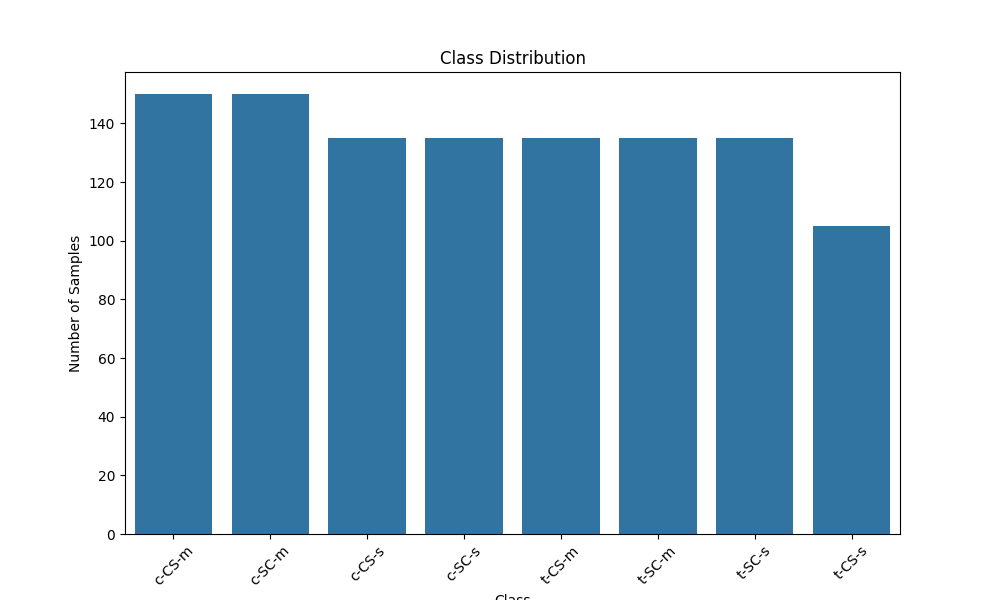 Class Distribution
Number of Samples
140
120
100
80
60
40
20
0
c-CS-m
c-SC-m
c-CS-s
c-SC-s
t-CS-m
t-SC-m
t-SC-s
t-CS-s
Class